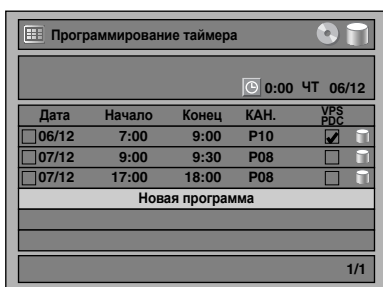 Программирование таймера
0:00 ЧТ 06/12
Дата Начало Конец КАН. VPS PDC
06/12 7:00 9:00 P10
07/12 9:00 9:30 P08
07/12 17:00 18:00 P08
Новая программа
1/1